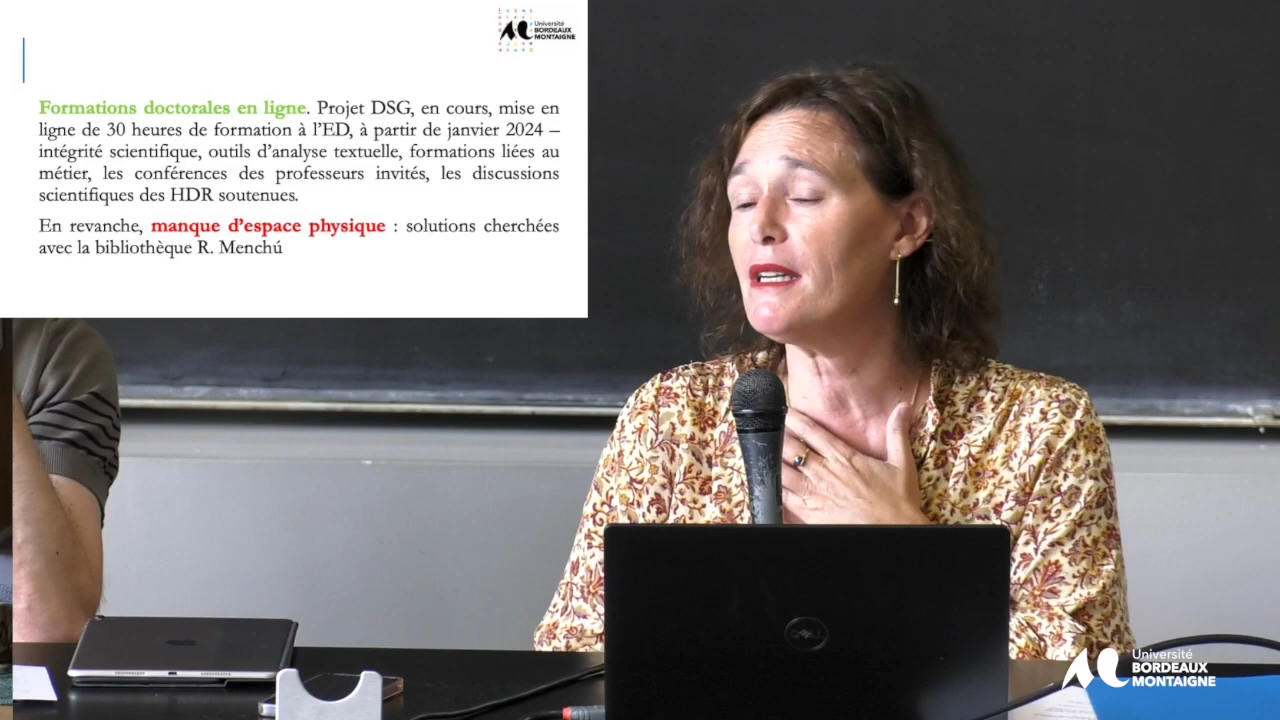 Université
BORDEAUX
MONTAIGNE
Formations doctorales en ligne. Projet DSG, en cours, mise en
ligne de 30 heures de formation à l’ED, à partir de janvier 2024 –
intégrité scientifique, outils d’analyse textuelle, formations liées au
métier, les conférences des professeurs invités, les discussions
scientifiques des HDR soutenues.
En revanche, manque d’espace physique : solutions cherchées
avec la bibliothèque R. Menchú
DELL
Université
BORDEAUX
MONTAIGNE